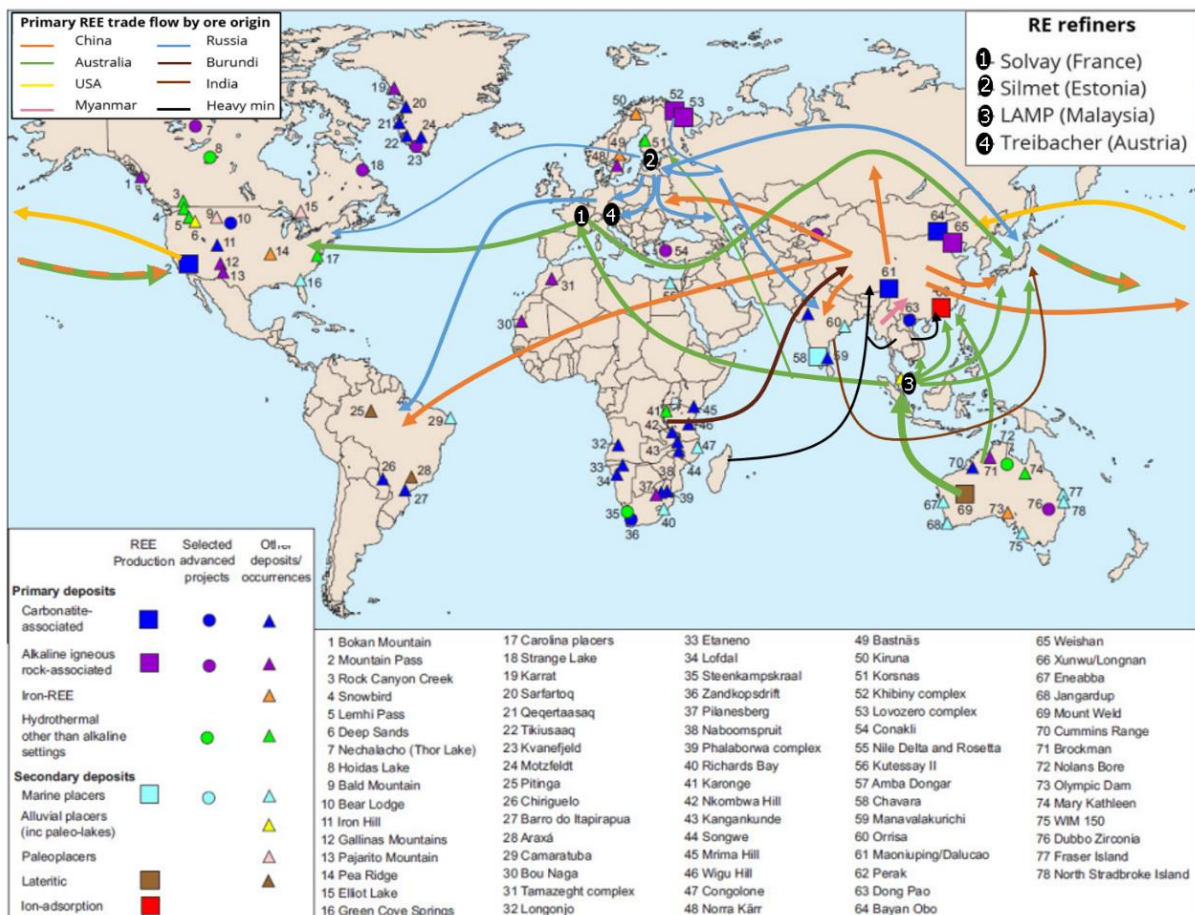 Primary REE trade flow by ore origin
China
Russia
Australia
Burundi
USA
India
Myanmar
Heavy min
RE refiners
1 Solvay (France)
2 Silmet (Estonia)
3 LAMP (Malaysia)
4 Treibacher (Austria)
REE Production
Selected advanced projects
Other deposits/ occurrences
Primary deposits
Carbonatite-
associated
Alkaline igneous
rock-associated
Iron-REE
Hydrothermal
other than alkaline
settings
Secondary deposits
Marine placers
Alluvial placers
(inc paleo-lakes)
Paleoplacers
Lateritic
Ion-adsorption
1 Bokan Mountain
2 Mountain Pass
3 Rock Canyon Creek
4 Snowbird
5 Lemhi Pass
6 Deep Sands
7 Nechalacho (Thor Lake)
8 Hoidas Lake
9 Bald Mountain
10 Bear Lodge
11 Iron Hill
12 Gallinas Mountains
13 Pajarito Mountain
14 Pea Ridge
15 Elliot Lake
16 Green Cove Springs
17 Carolina placers
18 Strange Lake
19 Karrat
20 Sarfartoq
21 Qeqertaasaq
22 Tikiusaaq
23 Kvanefjeld
24 Motzfeldt
25 Pitinga
26 Chiriguelo
27 Barro do Itapirapua
28 Araxá
29 Camaratuba
30 Bou Naga
31 Tamazeght complex
32 Longonjo
33 Etaneno
34 Lofdal
35 Steenkampskraal
36 Zandkopsdrift
37 Pilanesberg
38 Naboomspruit
39 Phalaborwa complex
40 Richards Bay
41 Karonge
42 Nkombwa Hill
43 Kangankunde
44 Songwe
45 Mrima Hill
46 Wigu Hill
47 Congolone
48 Norra Kärr
49 Bastnäs
50 Kiruna
51 Korsnas
52 Khibiny complex
53 Lovozero complex
54 Conakli
55 Nile Delta and Rosetta
56 Kutessay II
57 Amba Dongar
58 Chavara
59 Manavalakurichi
60 Orrisa
61 Maoniuping/Dalucao
62 Perak
63 Dong Pao
64 Bayan Obo
65 Weishan
66 Xunwu/Longnan
67 Eneabba
68 Jangardup
69 Mount Weld
70 Cummins Range
71 Brockman
72 Nolans Bore
73 Olympic Dam
74 Mary Kathleen
75 WIM 150
76 Dubbo Zirconia
77 Fraser Island
78 North Stradbroke Island